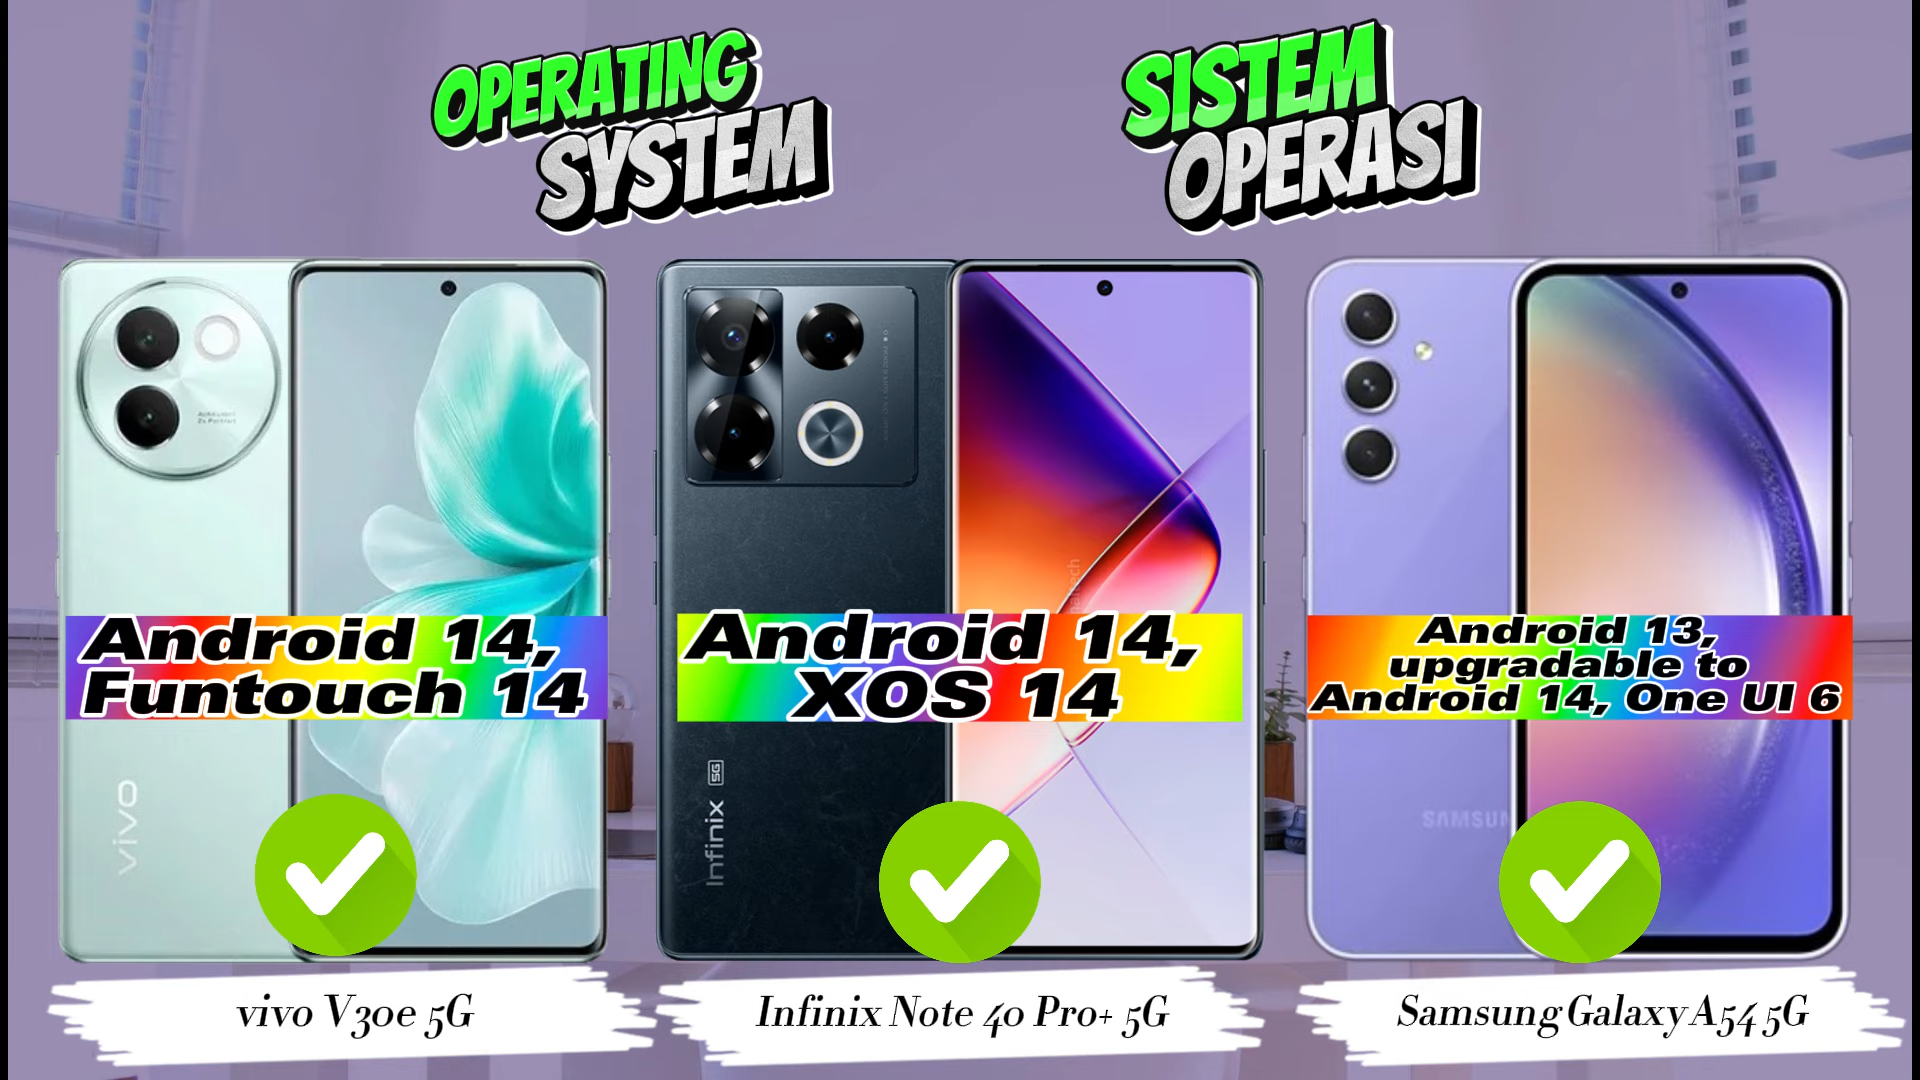 OPERATING
SYSTEM
SISTEM
OPERASI
Android 14,
Funtouch 14
Android 14,
XOS 14
Android 13,
upgradable to
Android 14, One UI 6
vivo
Infinix 5G
SAMSUN
vivo V30e 5G
Infinix Note 40 Pro+ 5G
Samsung Galaxy A54 5G